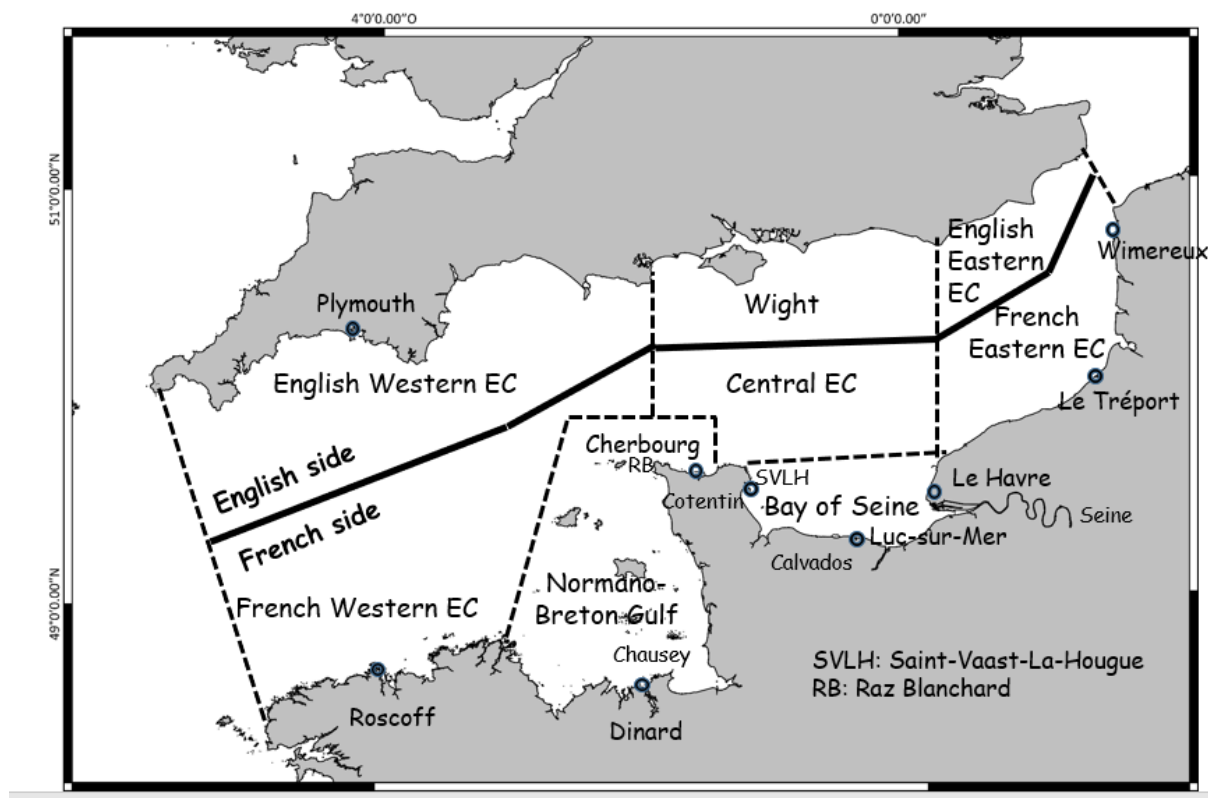 4°0'0.00"O
0°0'0.00"O
51°0'0.00"N
49°0'0.00"N
English
Eastern
EC
Wimereux
Plymouth
Wight
French
Eastern EC
English Western EC
Central EC
Le Tréport
Cherbourg
RB
English side
SVLH
Le Havre
Cotentin
Bay of Seine
Seine
French side
Luc-sur-Mer
Calvados
Normano-
Breton Gulf
French Western EC
Chausey
SVLH: Saint-Vaast-La-Hougue
RB: Raz Blanchard
Roscoff
Dinard